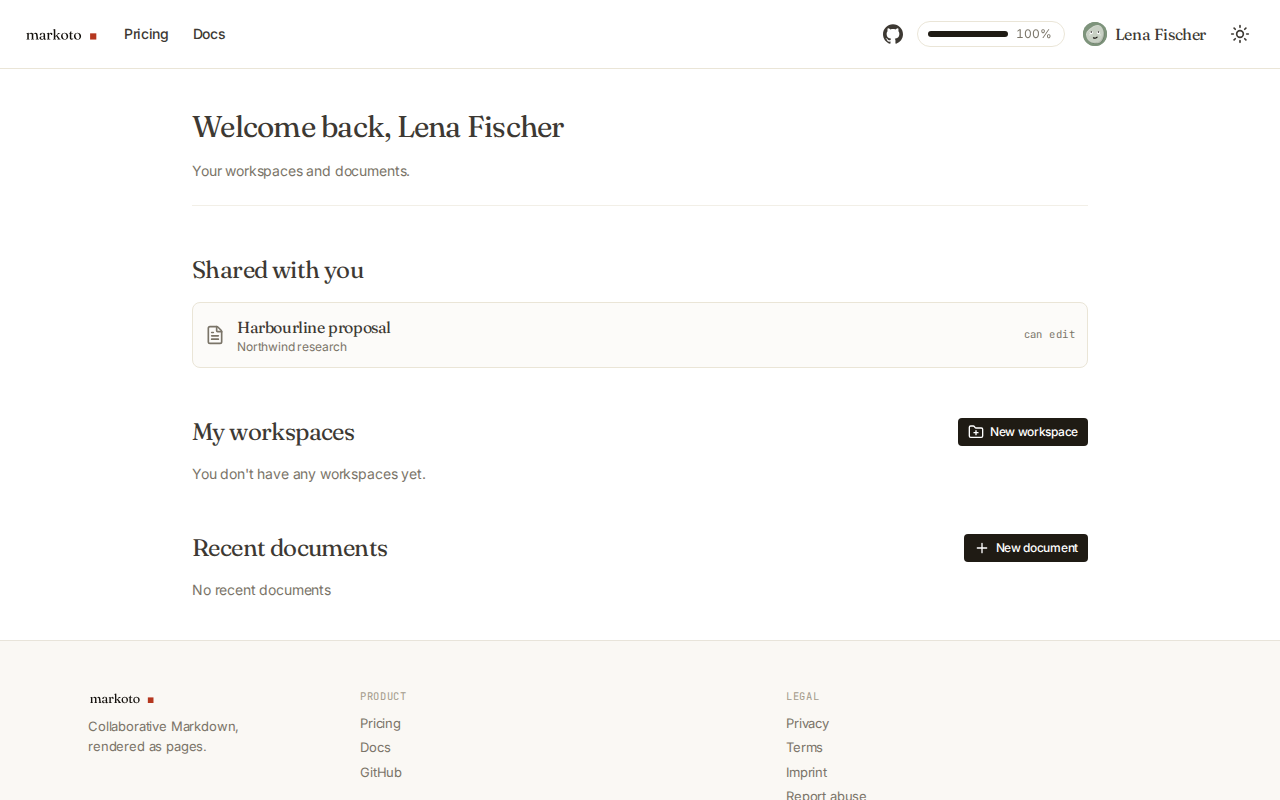 markoto
Pricing
Docs
100%
Lena Fischer
Welcome back, Lena Fischer
Your workspaces and documents.
Shared with you
Harbourline proposal
Northwind research
can edit
My workspaces
New workspace
You don't have any workspaces yet.
Recent documents
New document
No recent documents
markoto
Collaborative Markdown,
rendered as pages.
PRODUCT
Pricing
Docs
GitHub
LEGAL
Privacy
Terms
Imprint
Report abuse